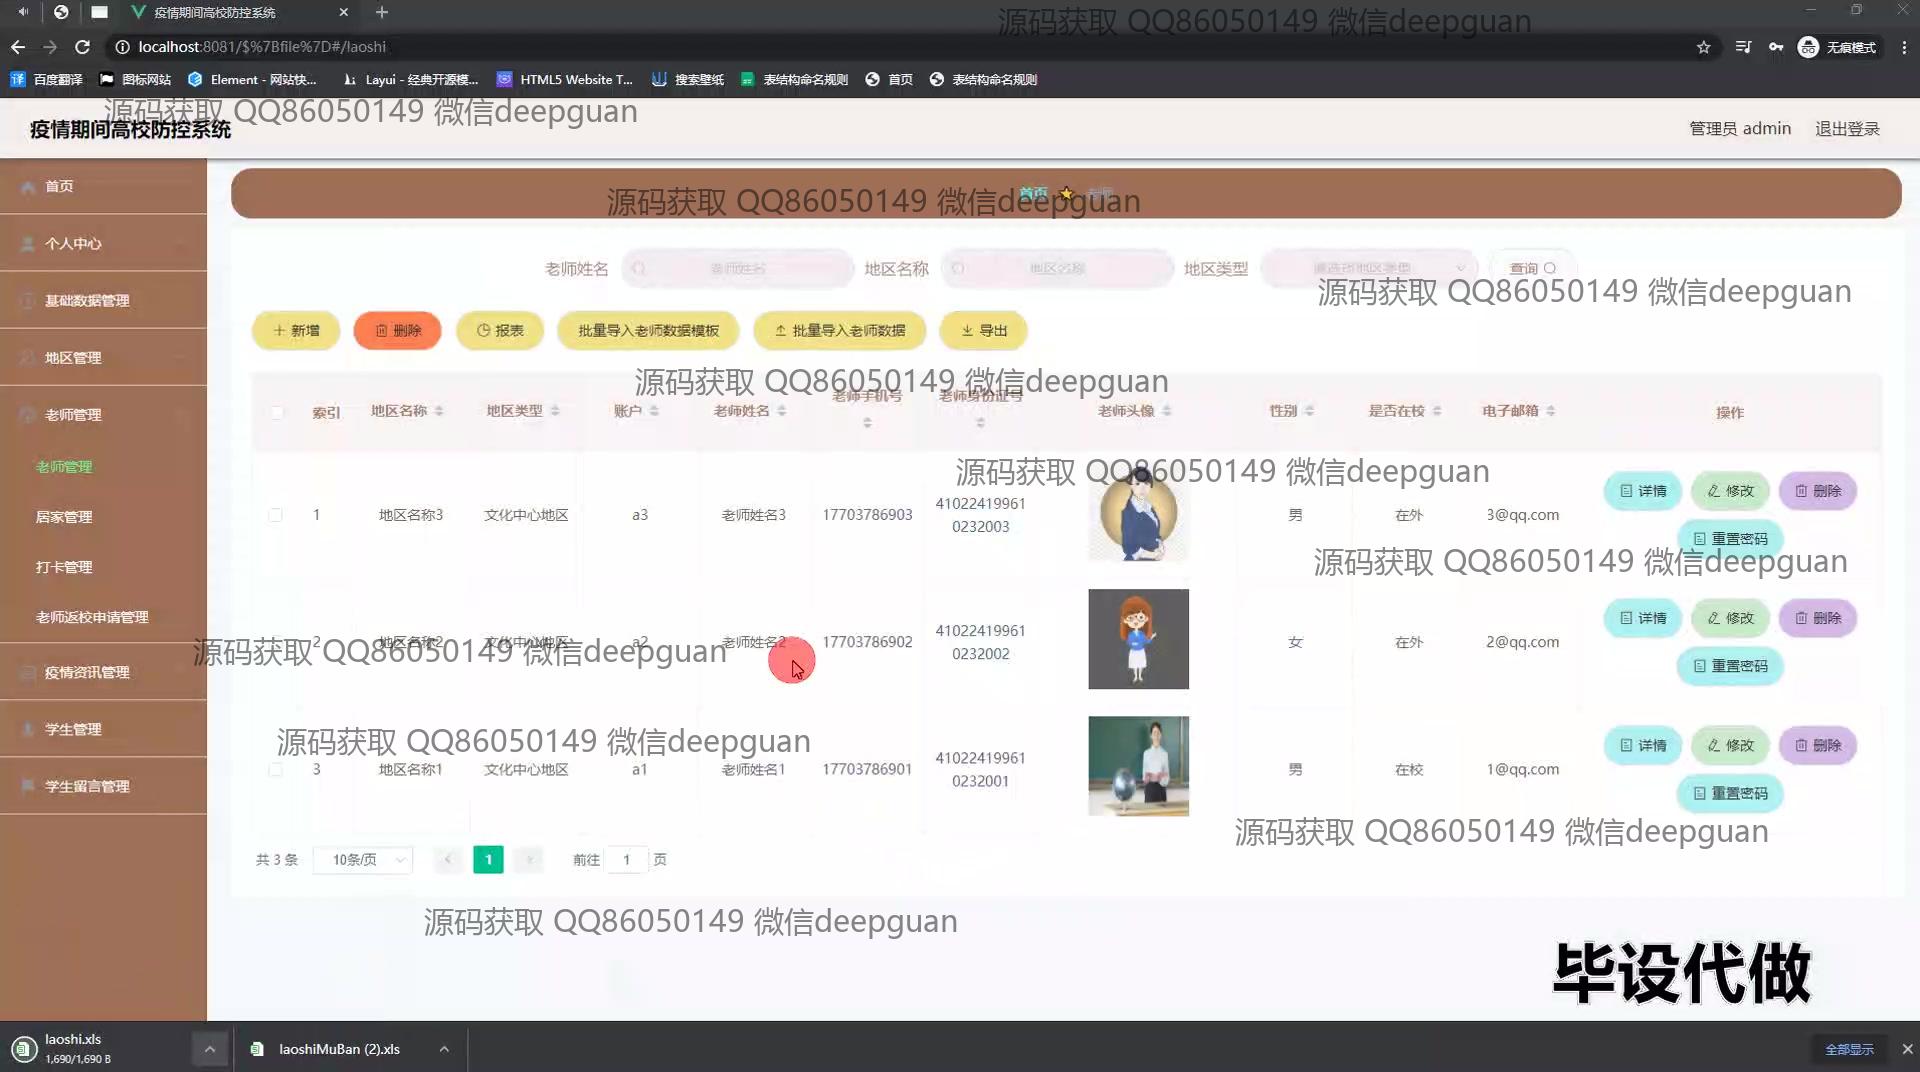 疫情期间高校防控系统
源码获取 QQ86050149 微信deepguan
localhost:8081/$%7Bfile%7D#/laoshi
无痕模式
百度翻译
图标网站
Element - 网站快...
Layui - 经典开源模...
HTML5 Website T...
搜索壁纸
表结构命名规则
首页
表结构命名规则
源码获取 QQ86050149 微信deepguan
疫情期间高校防控系统
管理员 admin
退出登录
首页
个人中心
基础数据管理
地区管理
老师管理
老师管理
居家管理
打卡管理
老师返校申请管理
疫情资讯管理
学生管理
学生留言管理
首页
源码获取 QQ86050149 微信deepguan
老师姓名
老师姓名
地区名称
地区名称
地区类型
查询
源码获取 QQ86050149 微信deepguan
新增
删除
报表
批量导入老师数据模板
批量导入老师数据
导出
源码获取 QQ86050149 微信deepguan
索引 地区名称 地区类型 账户 老师姓名 老师手机号 老师身份证号 老师头像 性别 是否在校 电子邮箱 操作
源码获取 QQ86050149 微信deepguan
1 地区名称3 文化中心地区 a3 老师姓名3 17703786903 41022419961 0232003 男 在外 3@qq.com
详情 修改 删除
重置密码
源码获取 QQ86050149 微信deepguan
2 地区名称2 文化中心地区 a2 老师姓名2 17703786902 41022419961 0232002 女 在外 2@qq.com
详情 修改 删除
重置密码
源码获取 QQ86050149 微信deepguan
源码获取 QQ86050149 微信deepguan
3 地区名称1 文化中心地区 a1 老师姓名1 17703786901 41022419961 0232001 男 在校 1@qq.com
详情 修改 删除
重置密码
源码获取 QQ86050149 微信deepguan
共 3 条
10条/页
1
前往 1 页
源码获取 QQ86050149 微信deepguan
毕设代做
laoshi.xls
1,690/1,690 B
laoshiMuBan (2).xls
全部显示